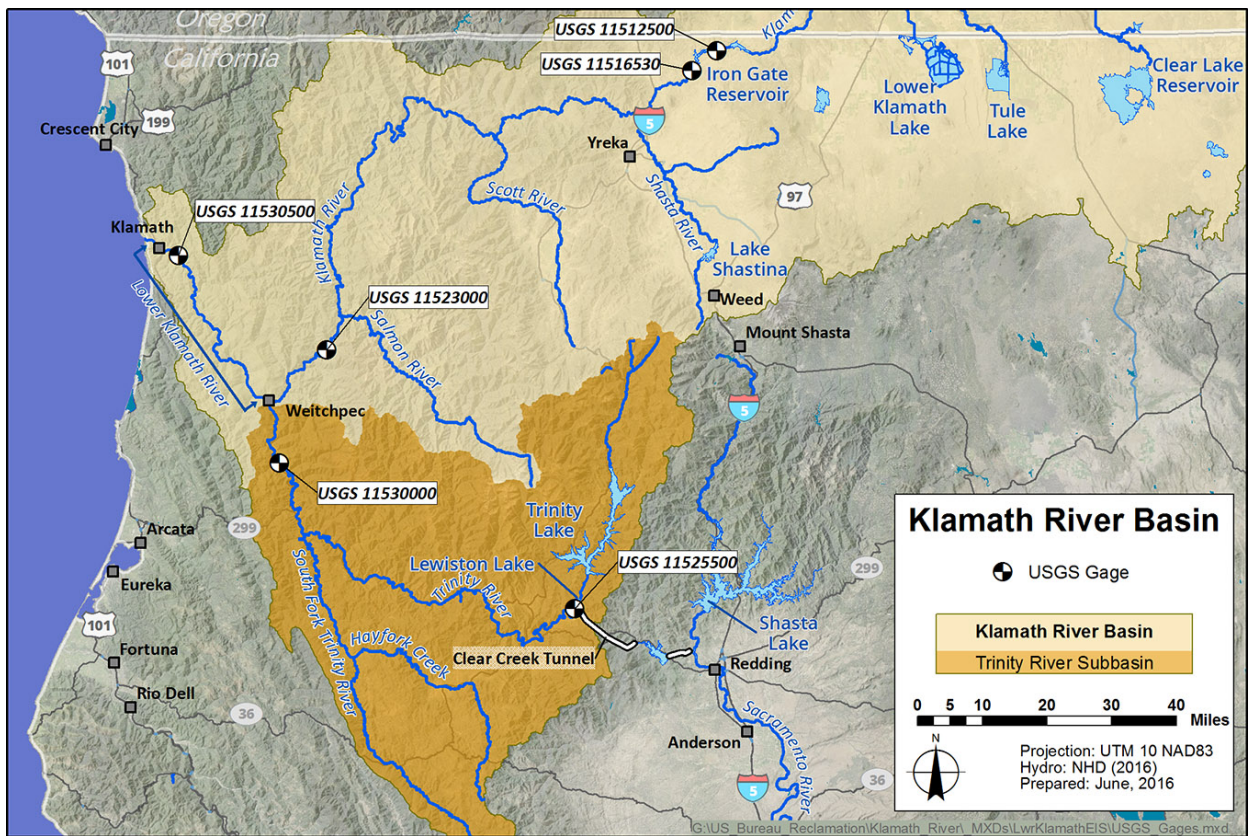 Oregon
California
101
199
Crescent City
USGS 11512500
USGS 11516530
Klam
Iron Gate
Reservoir
Lower
Klamath
Lake
Tule
Lake
Clear Lake
Reservoir
5
Yreka
97
Klamath River
Scott River
Shasta River
USGS 11530500
Klamath
Lake
Shastina
Weed
USGS 11523000
Salmon River
Mount Shasta
Lower Klamath River
Weitchpec
5
USGS 11530000
Trinity
Lake
299
Arcata
Eureka
Lewiston Lake
USGS 11525500
Trinity River
South Fork Trinity River
Hayfork Creek
Clear Creek Tunnel
299
Shasta
Lake
101
Fortuna
Rio Dell
36
Redding
Anderson
Sacramento River
5
36
Klamath River Basin
USGS Gage
Klamath River Basin
Trinity River Subbasin
0 5 10 20 30 40
Miles
N
Projection: UTM 10 NAD83
Hydro: NHD (2016)
Prepared: June, 2016
G:\US_Bureau_Reclamation\Klamath_River\_MXDs\LwrKlamathEIS\USGS_Gages.mxd